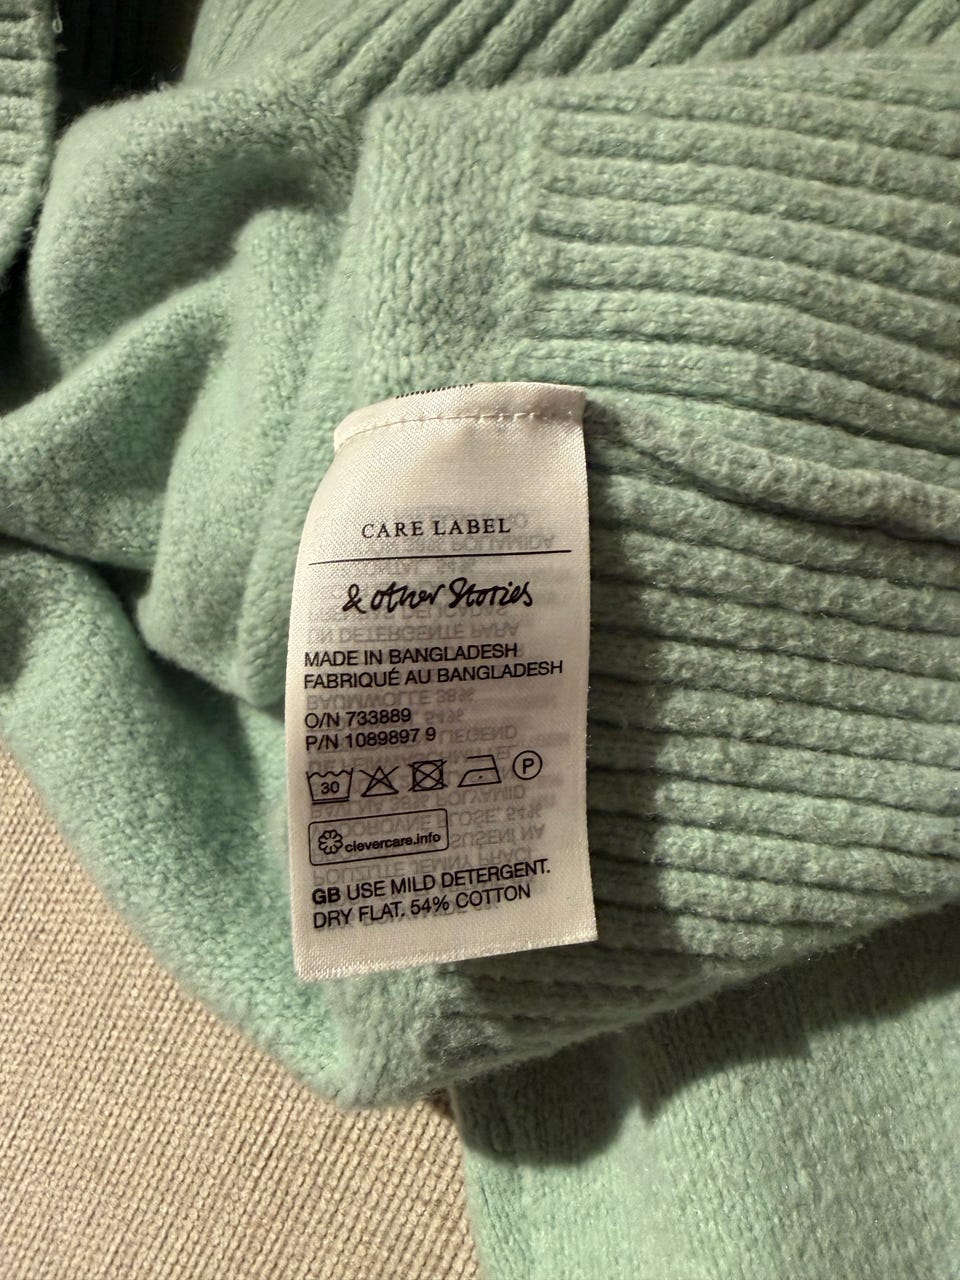 CARE LABEL
& other Stories
MADE IN BANGLADESH
FABRIQUÉ AU BANGLADESH
O/N 733889
P/N 1089897 9
30 P
clevercare.info
GB USE MILD DETERGENT.
DRY FLAT. 54% COTTON